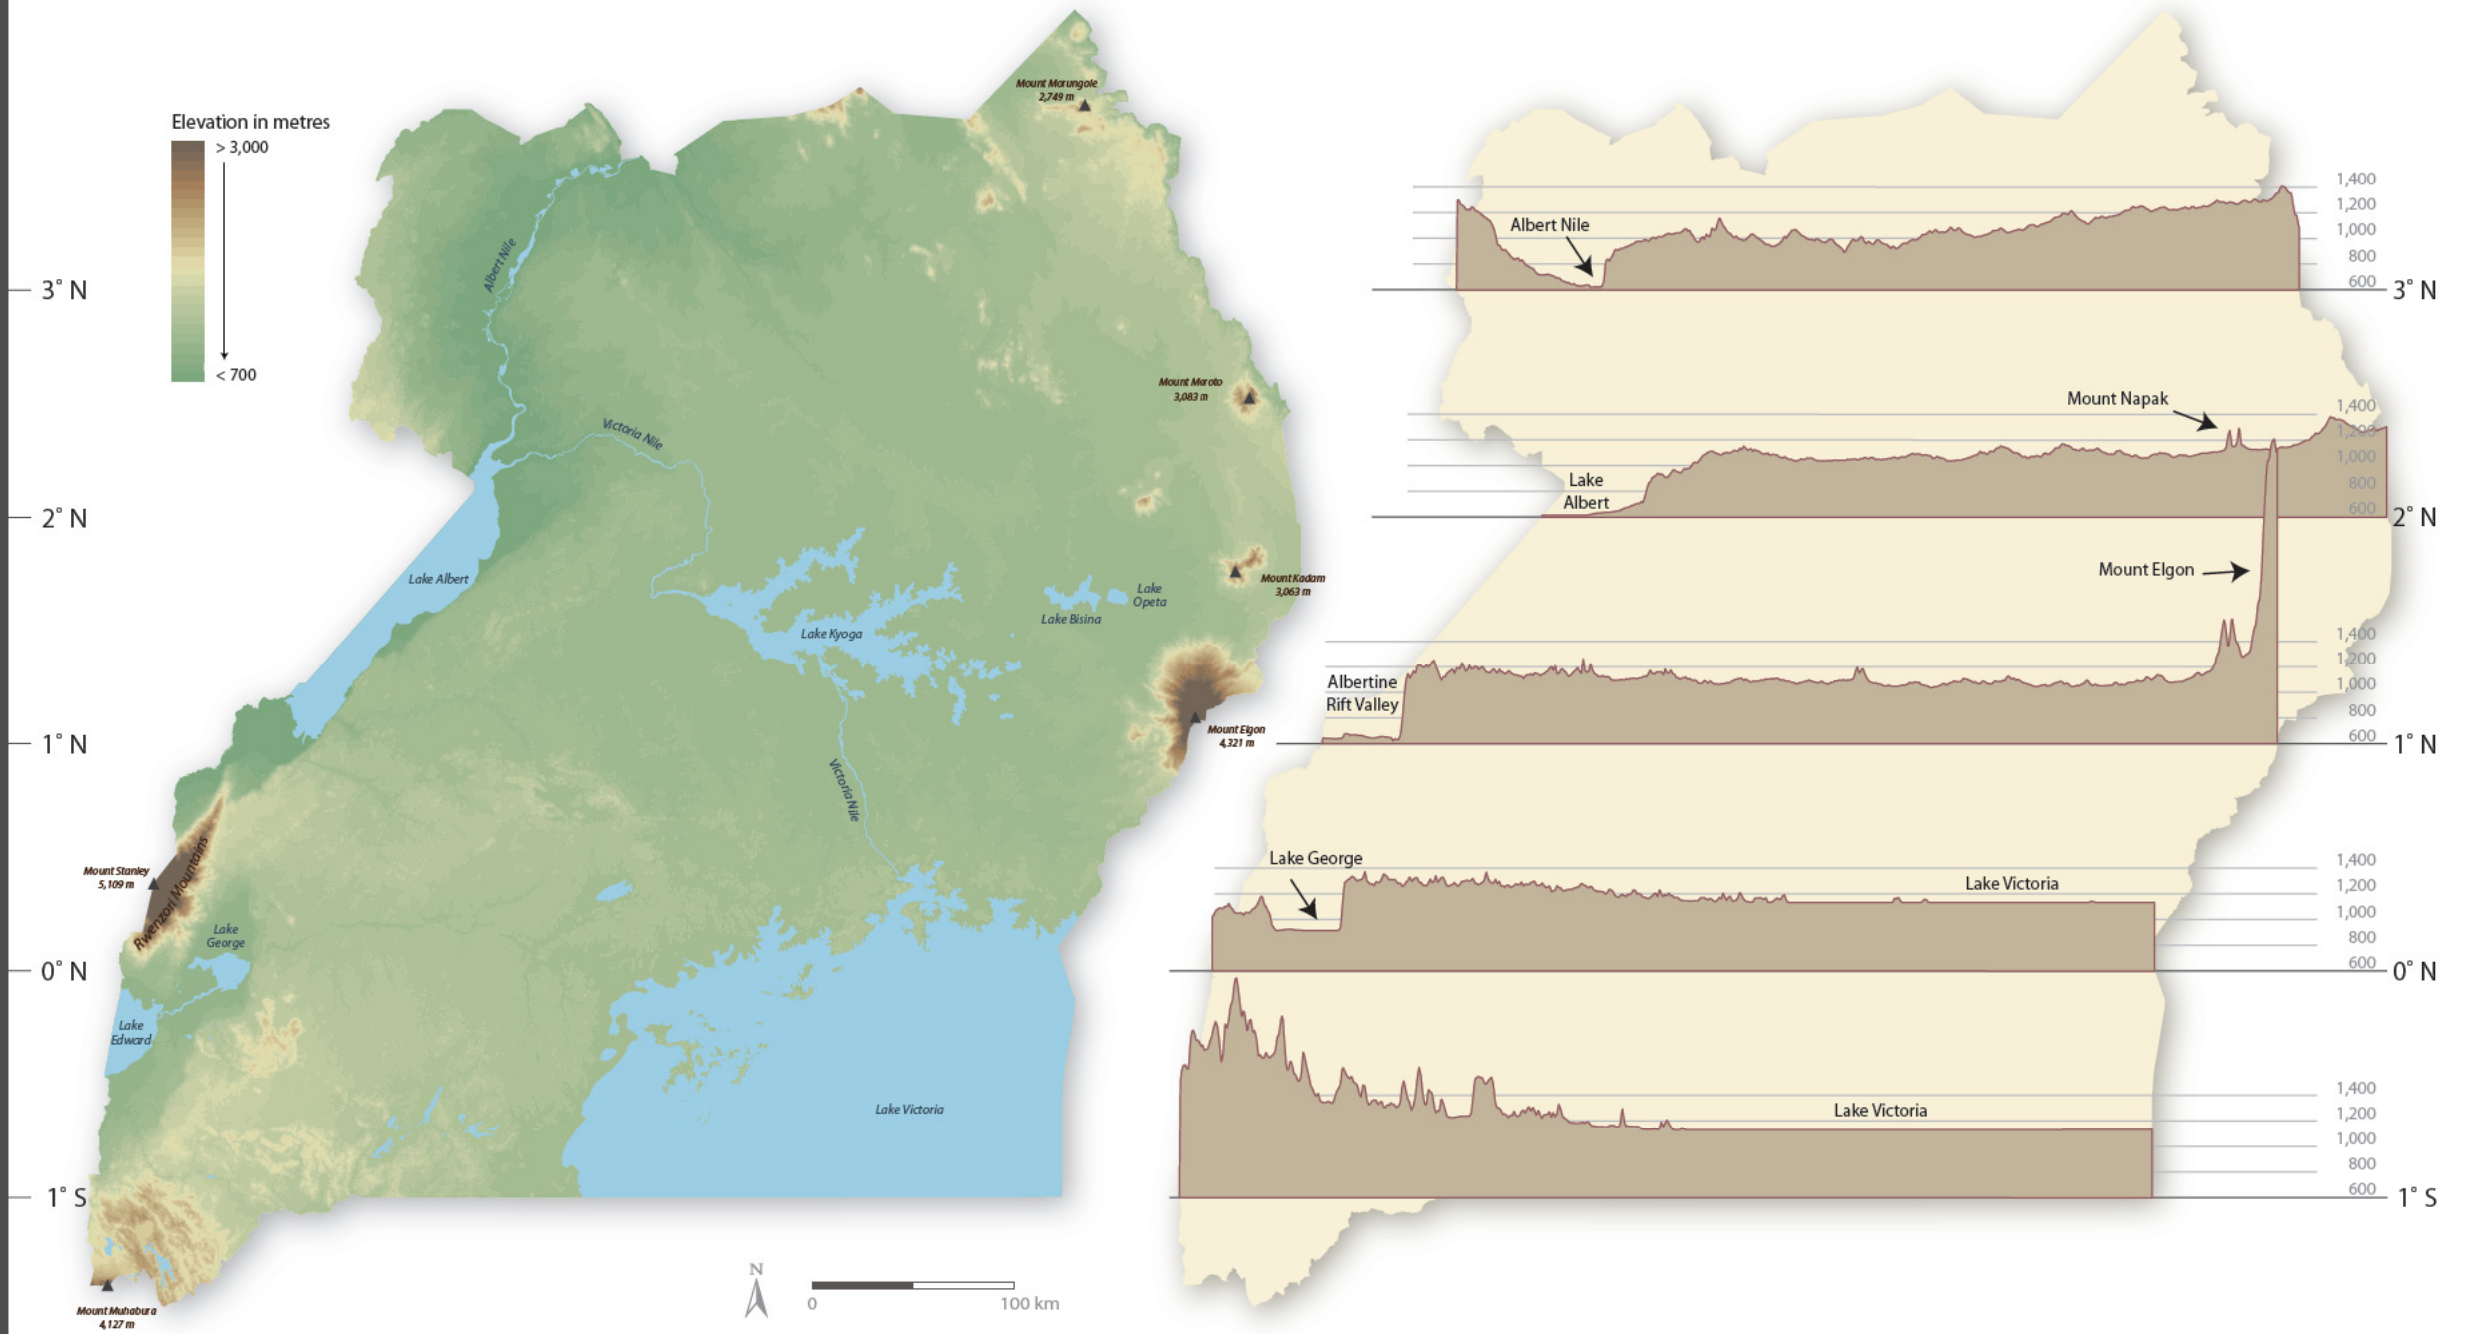 Elevation in metres
> 3,000
< 700
3° N
2° N
1° N
0° N
1° S
Mount Morungole
2,749 m
Albert Nile
Mount Moroto
3,083 m
Victoria Nile
Lake Albert
Mount Kadam
3,063 m
Lake
Opeta
Lake Bisina
Lake Kyoga
Mount Elgon
4,321 m
Victoria Nile
Mount Stanley
5,109 m
Rwenzori Mountains
Lake
George
Lake
Edward
Lake Victoria
Mount Muhabura
4,127 m
N
0
100 km
Albert Nile
1,400
1,200
1,000
800
600
3° N
Mount Napak
Lake
Albert
1,400
1,200
1,000
800
600
2° N
Mount Elgon
Albertine
Rift Valley
1,400
1,200
1,000
800
600
1° N
Lake George
Lake Victoria
1,400
1,200
1,000
800
600
0° N
Lake Victoria
1,400
1,200
1,000
800
600
1° S